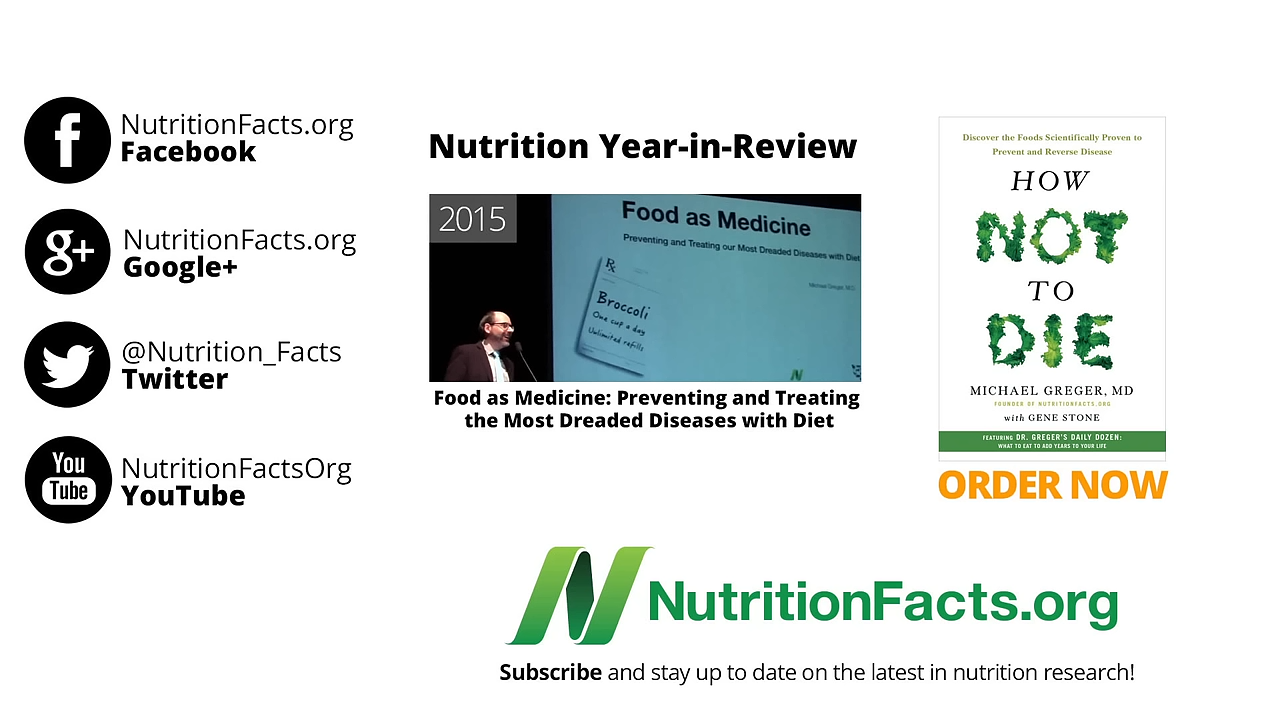 NutritionFacts.org
Facebook
g+
NutritionFacts.org
Google+
@Nutrition_Facts
Twitter
You
Tube
NutritionFactsOrg
YouTube
Nutrition Year-in-Review
2015
Food as Medicine
Preventing and Treating our Most Dreaded Diseases with Diet
Michael Greger, M.D.
Rx
Broccoli
One cup a day
Unlimited refills
Food as Medicine: Preventing and Treating
the Most Dreaded Diseases with Diet
Discover the Foods Scientifically Proven to
Prevent and Reverse Disease
HOW
NOT
TO
DIE
MICHAEL GREGER, MD
FOUNDER OF NUTRITIONFACTS.ORG
with GENE STONE
FEATURING DR. GREGER'S DAILY DOZEN:
WHAT TO EAT TO ADD YEARS TO YOUR LIFE
ORDER NOW
NutritionFacts.org
Subscribe and stay up to date on the latest in nutrition research!